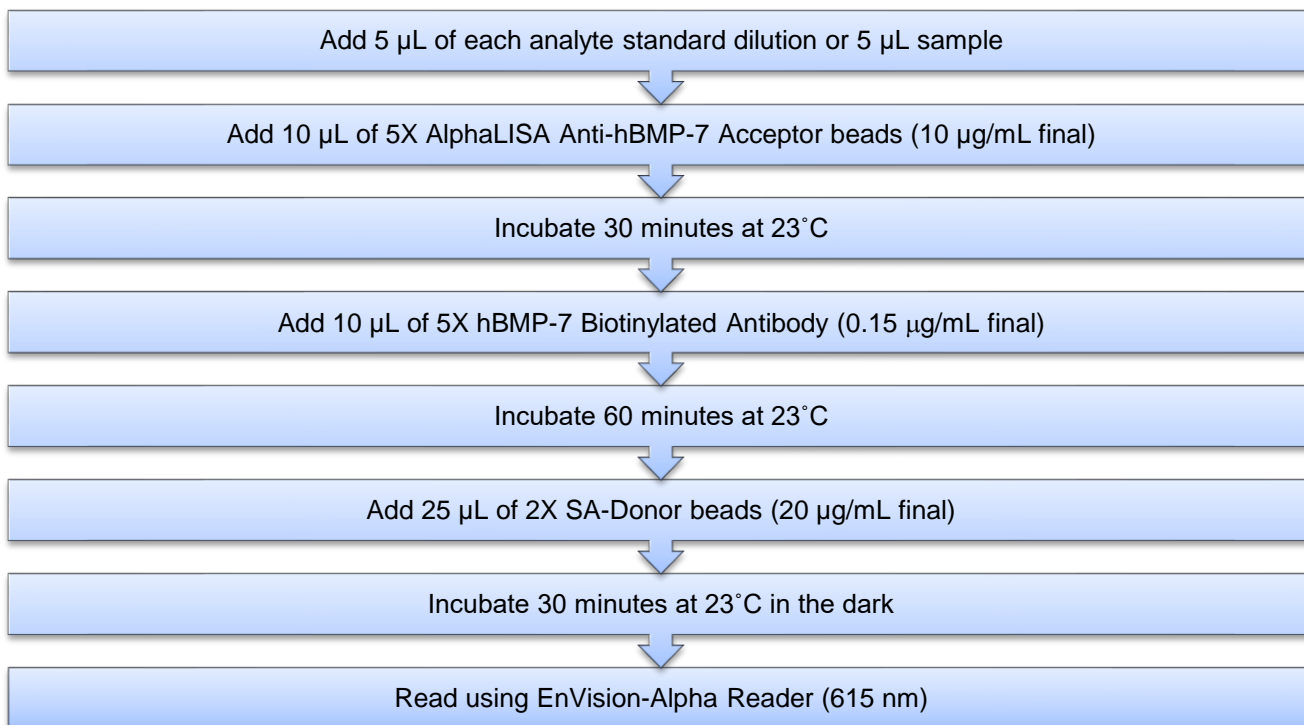 Add 5 µL of each analyte standard dilution or 5 µL sample
Add 10 µL of 5X AlphaLISA Anti-hBMP-7 Acceptor beads (10 µg/mL final)
Incubate 30 minutes at 23˚C
Add 10 µL of 5X hBMP-7 Biotinylated Antibody (0.15 µg/mL final)
Incubate 60 minutes at 23˚C
Add 25 µL of 2X SA-Donor beads (20 µg/mL final)
Incubate 30 minutes at 23˚C in the dark
Read using EnVision-Alpha Reader (615 nm)